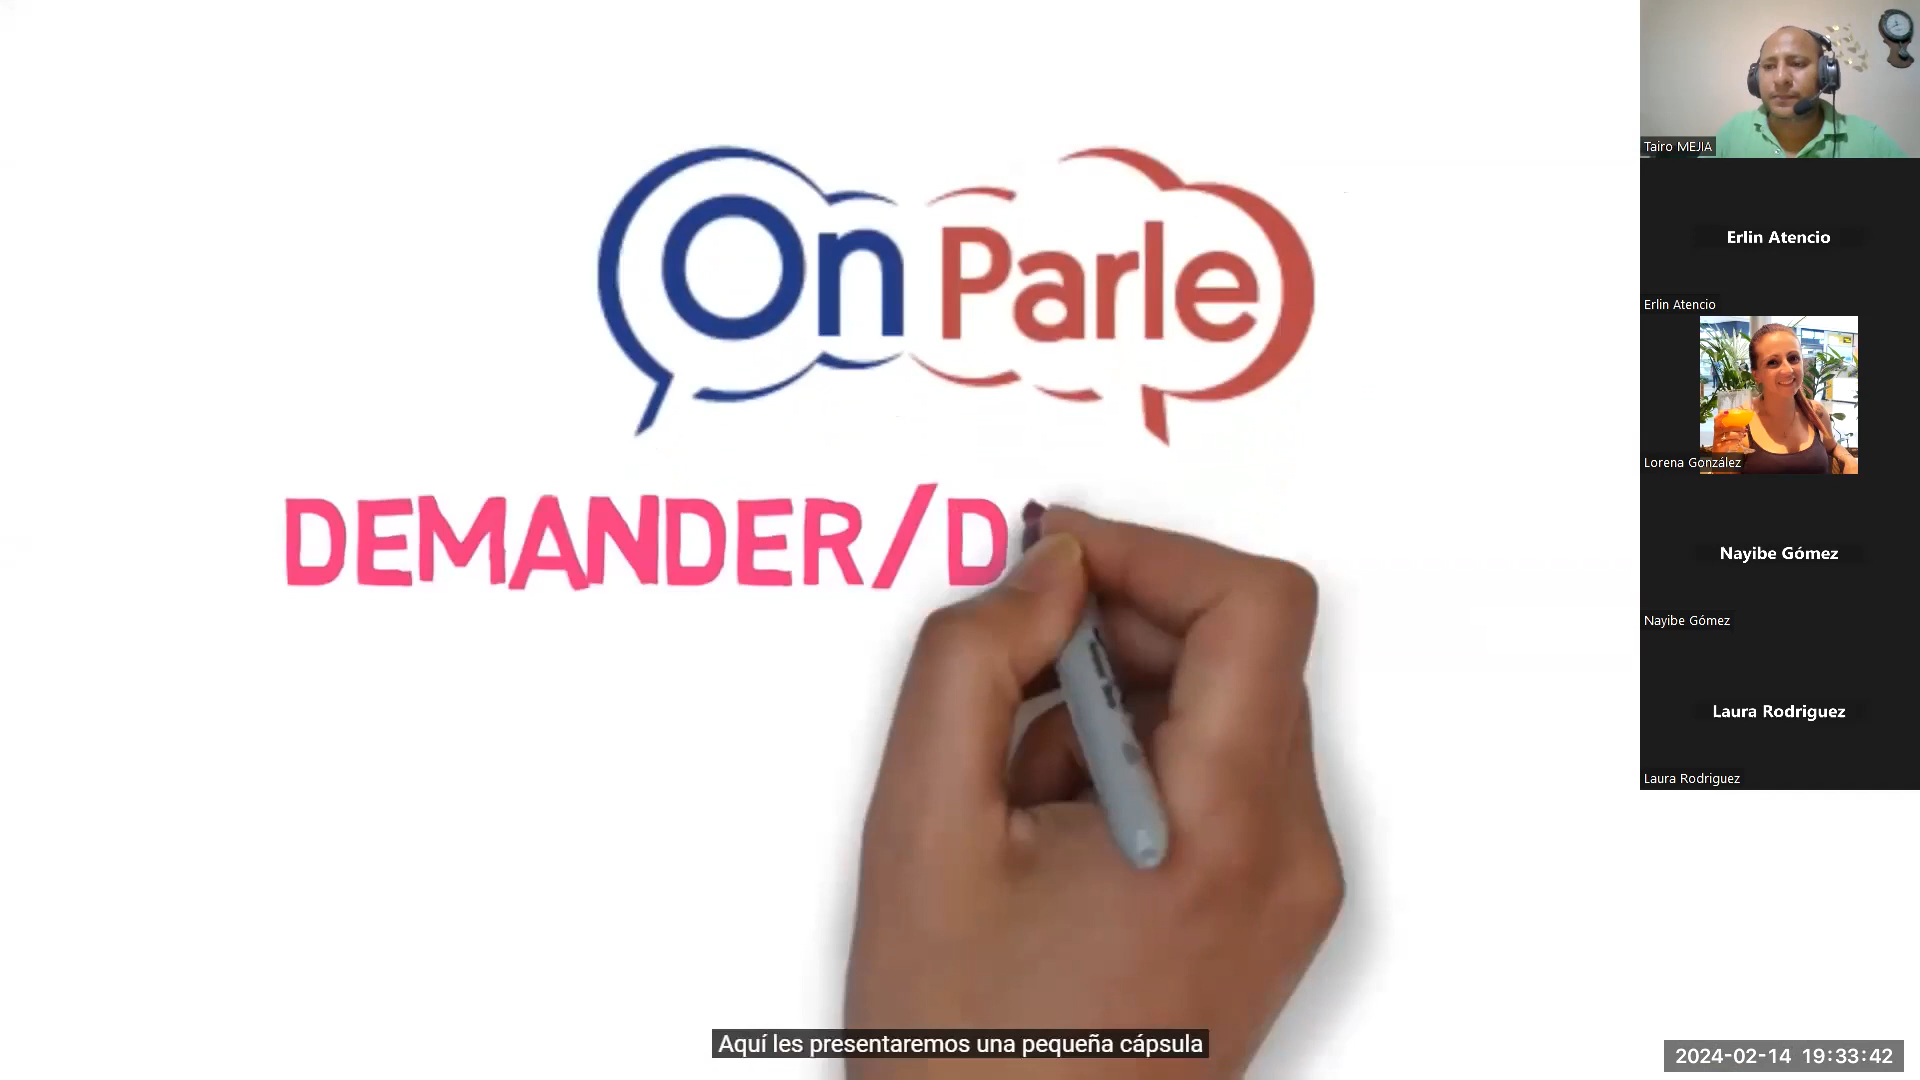 On Parle
DEMANDER/D
Aquí les presentaremos una pequeña cápsula
Tairo MEJIA
Erlin Atencio
Erlin Atencio
Lorena González
Nayibe Gómez
Nayibe Gómez
Laura Rodriguez
Laura Rodriguez
2024-02-14 19:33:42